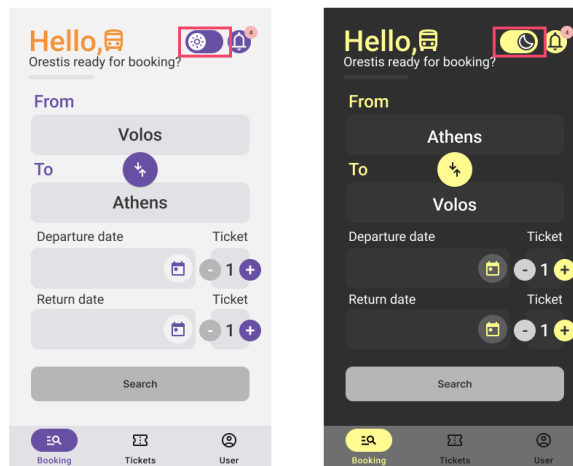 Hello,
4
Orestis ready for booking?
From
Volos
To
Athens
Departure date Ticket
- 1 +
Return date Ticket
- 1 +
Search
Booking Tickets User
Hello,
4
Orestis ready for booking?
From
Athens
To
Volos
Departure date Ticket
- 1 +
Return date Ticket
- 1 +
Search
Booking Tickets User